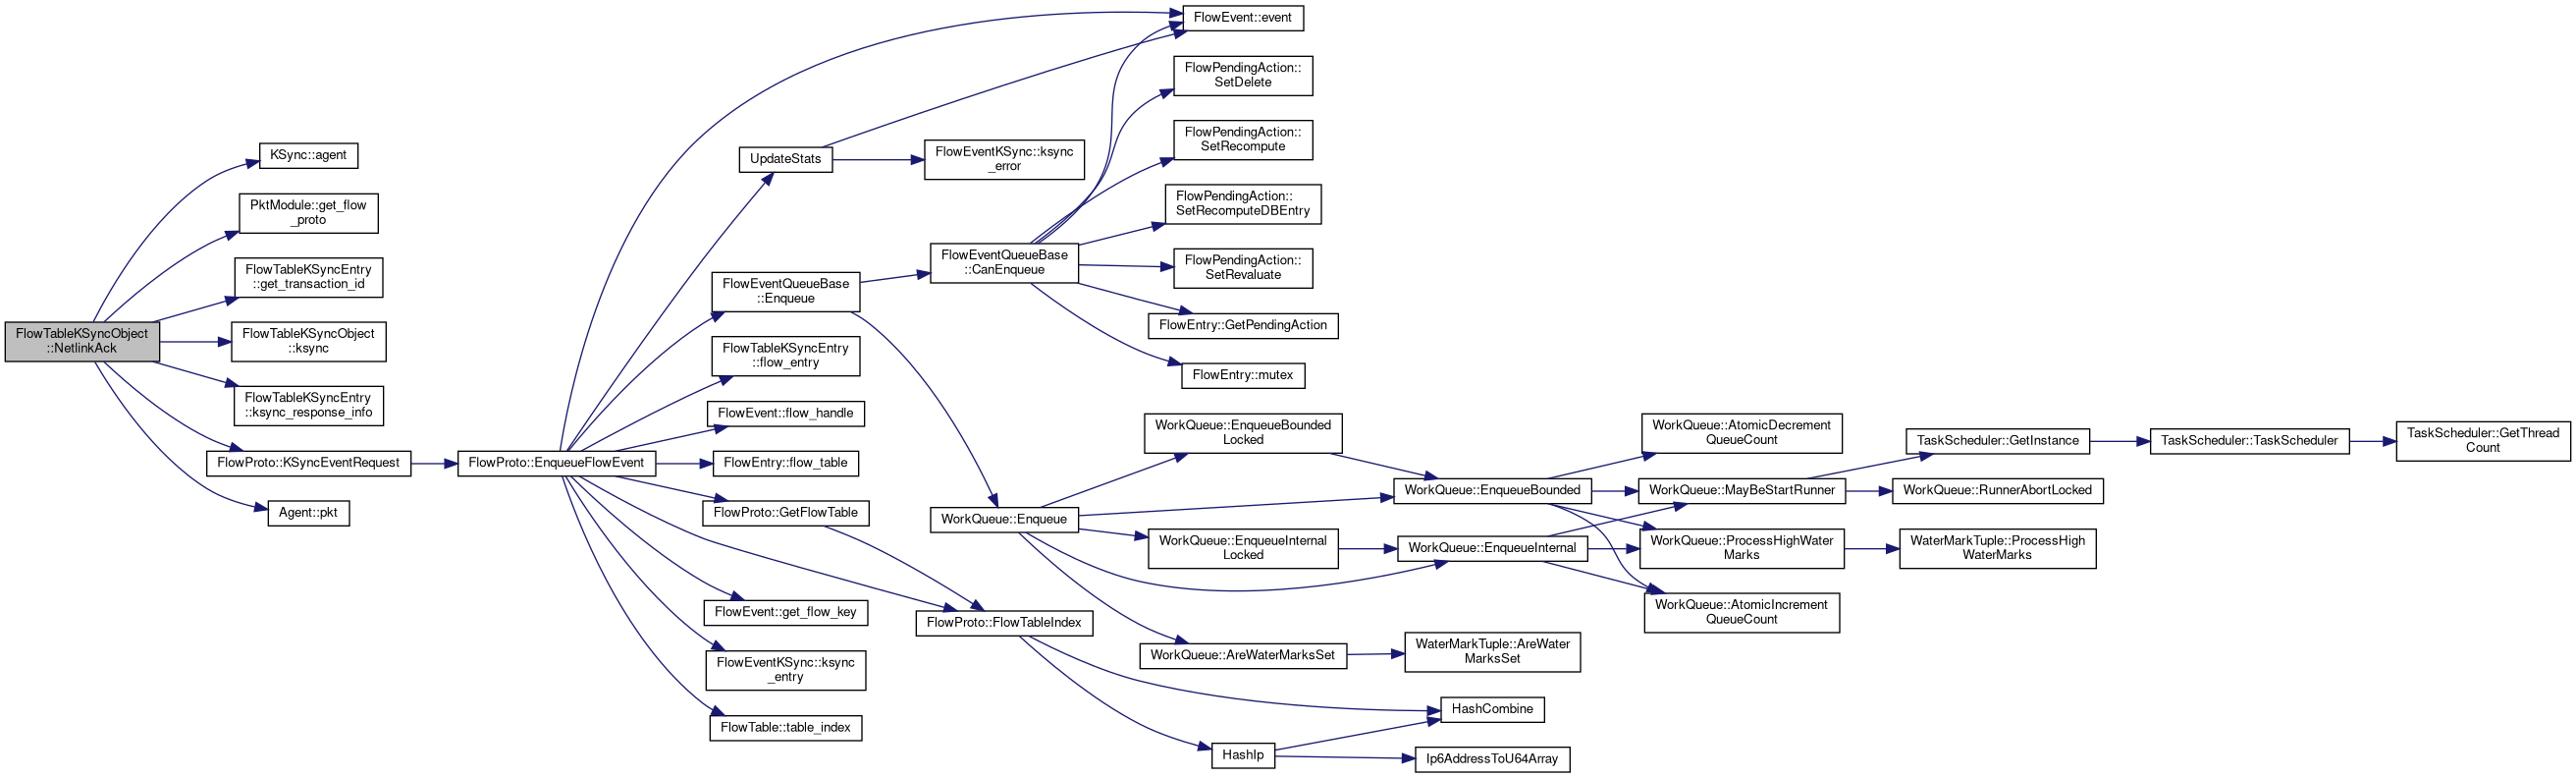 FlowTableKSyncObject
::NetlinkAck
KSync::agent
PktModule::get_flow
_proto
FlowTableKSyncEntry
::get_transaction_id
FlowTableKSyncObject
::ksync
FlowTableKSyncEntry
::ksync_response_info
FlowProto::KSyncEventRequest
Agent::pkt
FlowProto::EnqueueFlowEvent
UpdateStats
FlowEventQueueBase
::Enqueue
FlowTableKSyncEntry
::flow_entry
FlowEvent::flow_handle
FlowEntry::flow_table
FlowProto::GetFlowTable
FlowEvent::get_flow_key
FlowEventKSync::ksync
_entry
FlowTable::table_index
FlowEventKSync::ksync
_error
FlowEventQueueBase
::CanEnqueue
WorkQueue::Enqueue
FlowProto::FlowTableIndex
FlowEvent::event
FlowPendingAction::
SetDelete
FlowPendingAction::
SetRecompute
FlowPendingAction::
SetRecomputeDBEntry
FlowPendingAction::
SetRevaluate
FlowEntry::GetPendingAction
FlowEntry::mutex
WorkQueue::EnqueueBounded
Locked
WorkQueue::EnqueueInternal
Locked
WorkQueue::AreWaterMarksSet
HashIp
WorkQueue::EnqueueBounded
WorkQueue::EnqueueInternal
WaterMarkTuple::AreWater
MarksSet
HashCombine
Ip6AddressToU64Array
WorkQueue::AtomicDecrement
QueueCount
WorkQueue::MayBeStartRunner
WorkQueue::ProcessHighWater
Marks
WorkQueue::AtomicIncrement
QueueCount
TaskScheduler::GetInstance
WorkQueue::RunnerAbortLocked
WaterMarkTuple::ProcessHigh
WaterMarks
TaskScheduler::TaskScheduler
TaskScheduler::GetThread
Count